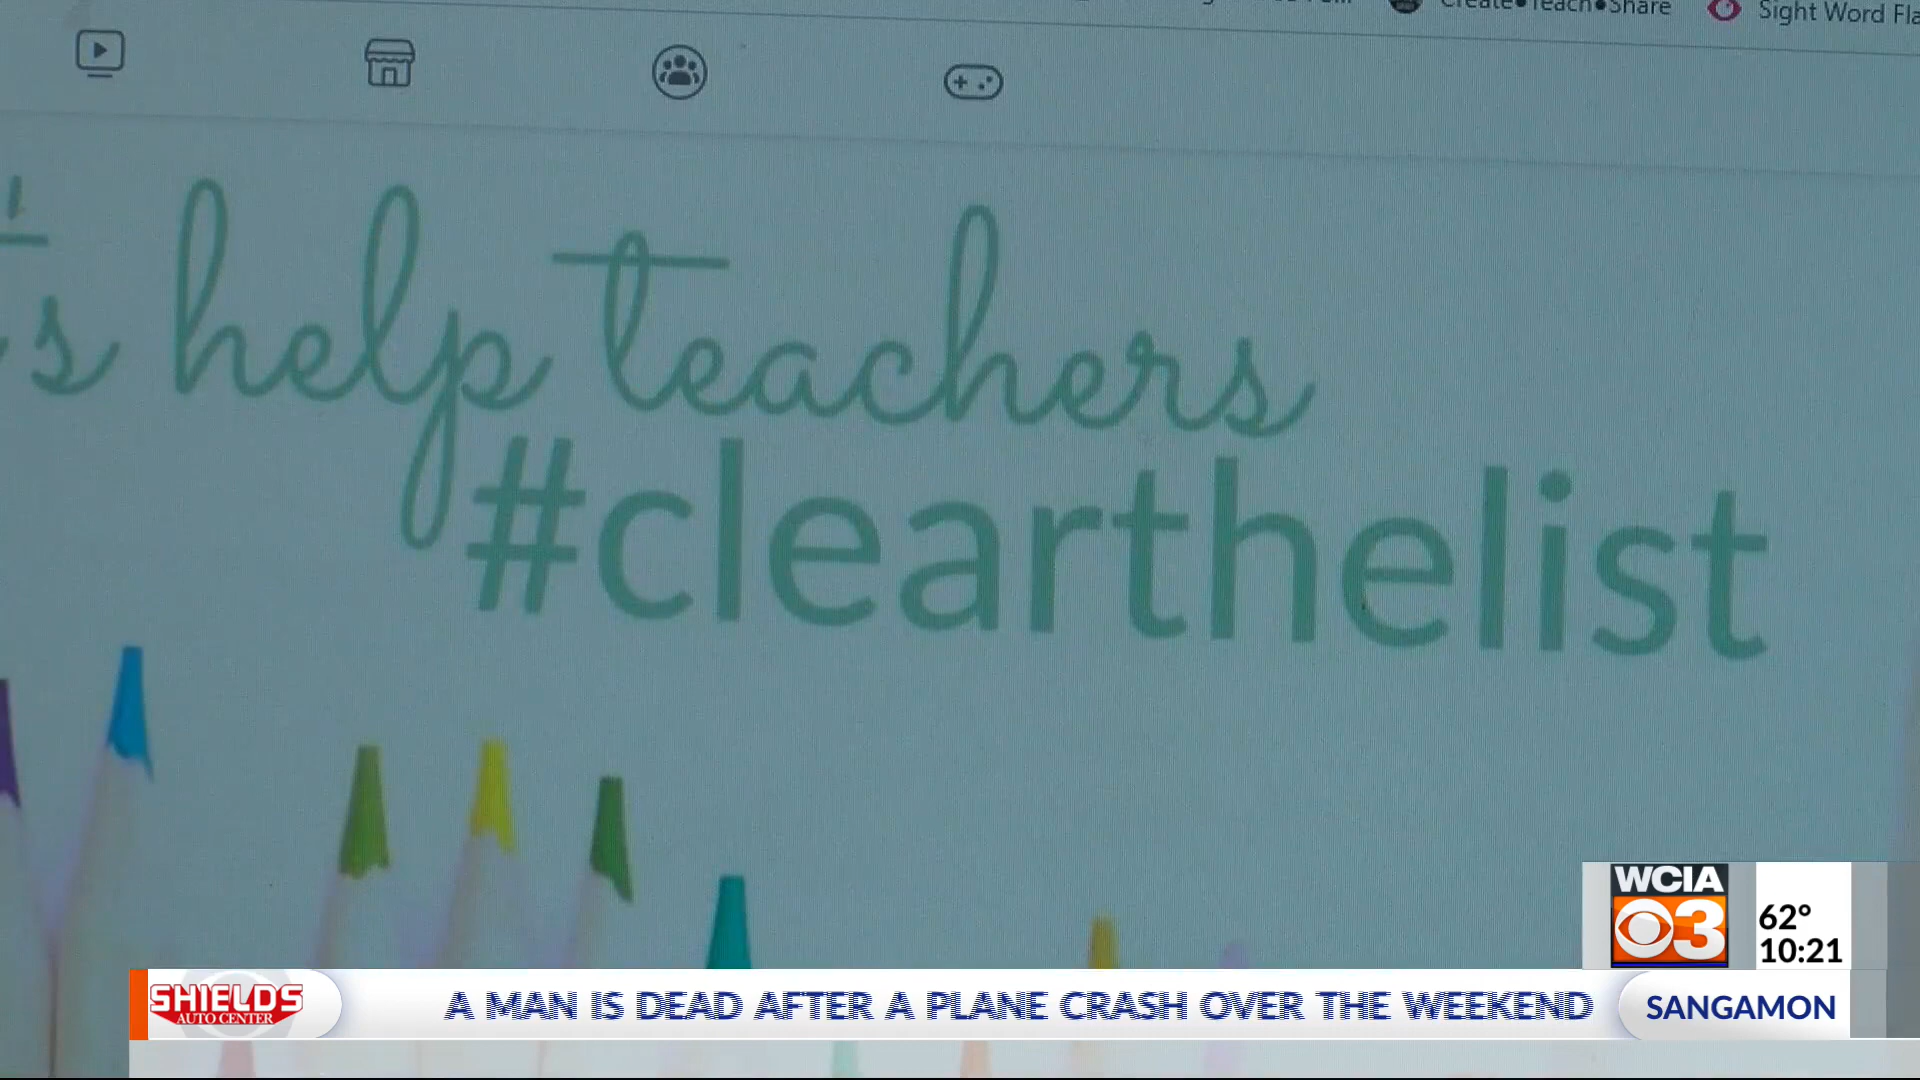 Create•Teach•Share
Sight Word Fla
's help teachers
#clearthelist
WCIA
3
62°
10:21
SHIELDS
AUTO CENTER
A MAN IS DEAD AFTER A PLANE CRASH OVER THE WEEKEND
SANGAMON